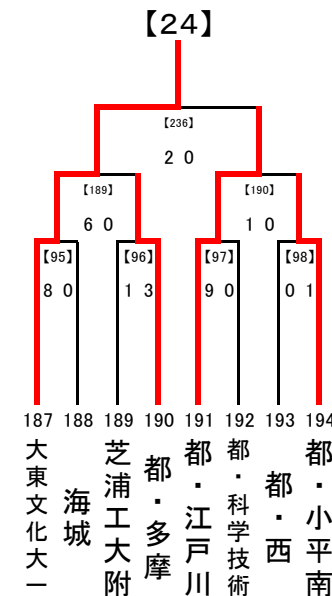 【24】
【236】
2 0
【189】
【190】
6 0
1 0
【95】
【96】
【97】
【98】
8 0
1 3
9 0
0 1
187 188 189 190 191 192 193 194
大東文化大一
海城
芝浦工大附
都・多摩
都・江戸川
都・科学技術
都・西
都・小平南